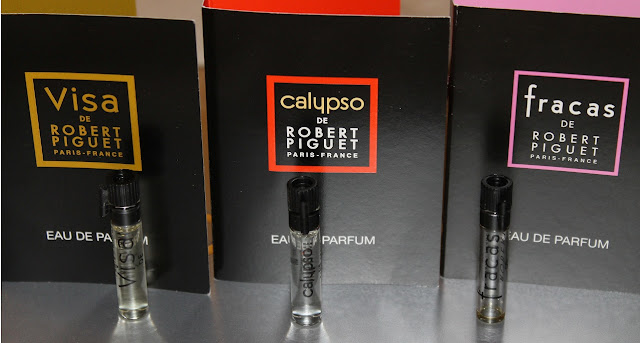 Visa
DE
ROBERT
PIGUET
PARIS-FRANCE
EAU DE PARFUM
Visa
calypso
DE
ROBERT
PIGUET
PARIS-FRANCE
EAU DE PARFUM
calypso
fracas
DE
ROBERT
PIGUET
PARIS-FRANCE
EAU DE PARFUM
fracas